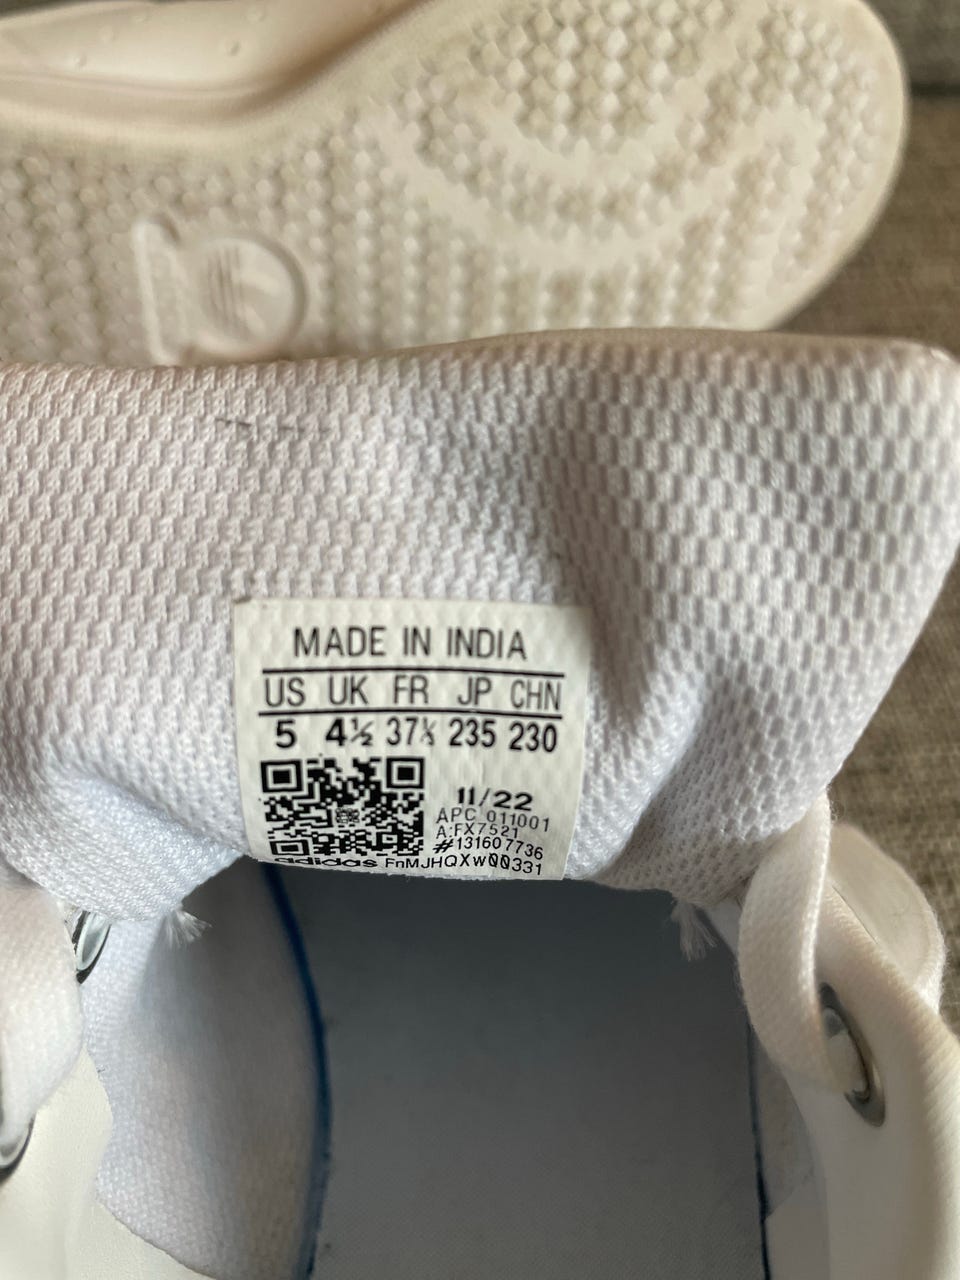 MADE IN INDIA
US UK FR JP CHN
5 4½ 37⅓ 235 230
11/22
APC 011001
A:FX7521
#131607736
adidas FnMJHQXw00331